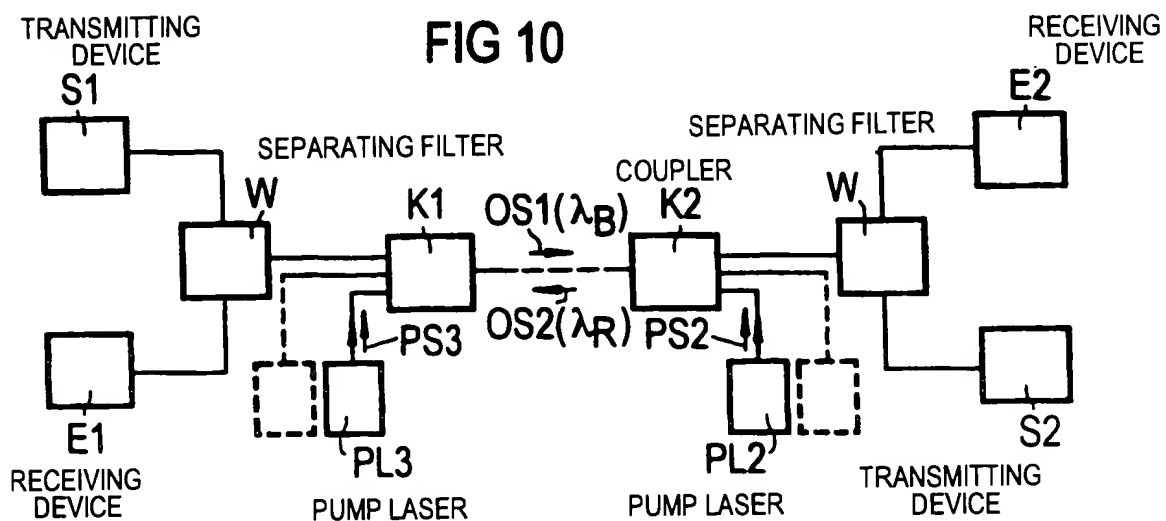 FIG 10
TRANSMITTING
DEVICE
S1
RECEIVING
DEVICE
E2
SEPARATING FILTER
W
K1
OS1(λB)
COUPLER
K2
SEPARATING FILTER
W
OS2(λR)
PS3
PS2
E1
RECEIVING
DEVICE
PL3
PUMP LASER
PL2
PUMP LASER
S2
TRANSMITTING
DEVICE